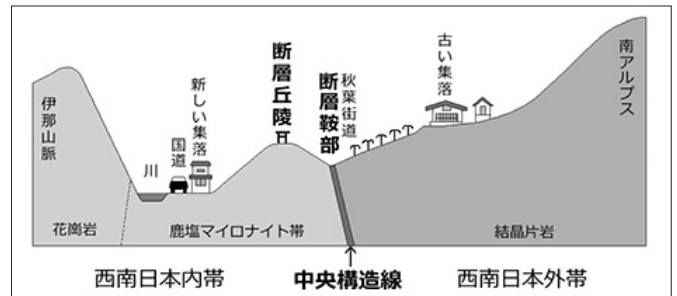 伊那山脈
川
国道
新しい集落
断層丘陵
断層鞍部
秋葉街道
古い集落
南アルプス
花崗岩
鹿塩マイロナイト帯
結晶片岩
西南日本内帯
中央構造線
西南日本外帯